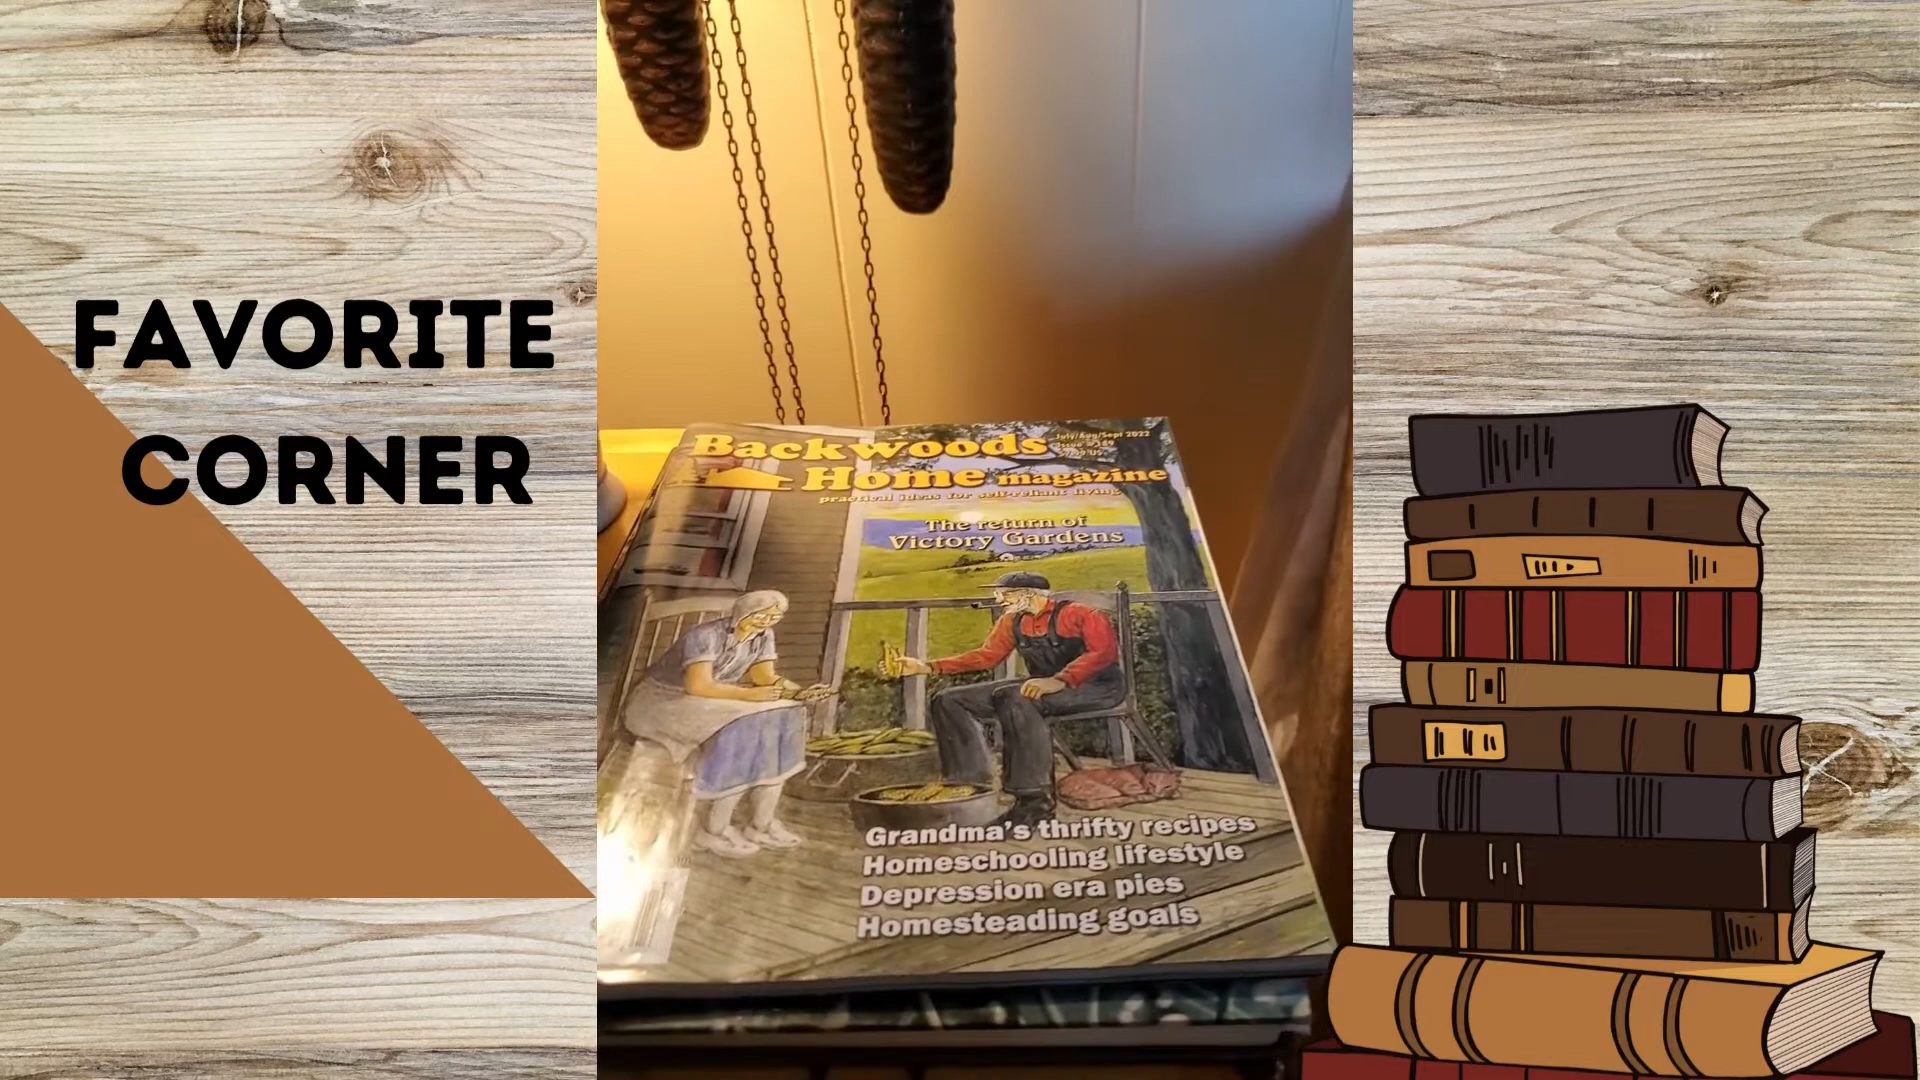 FAVORITE
CORNER
Backwoods
Home magazine
practical ideas for self-reliant living
July/Aug/Sept 2022
The return of
Victory Gardens
Grandma's thrifty recipes
Homeschooling lifestyle
Depression era pies
Homesteading goals